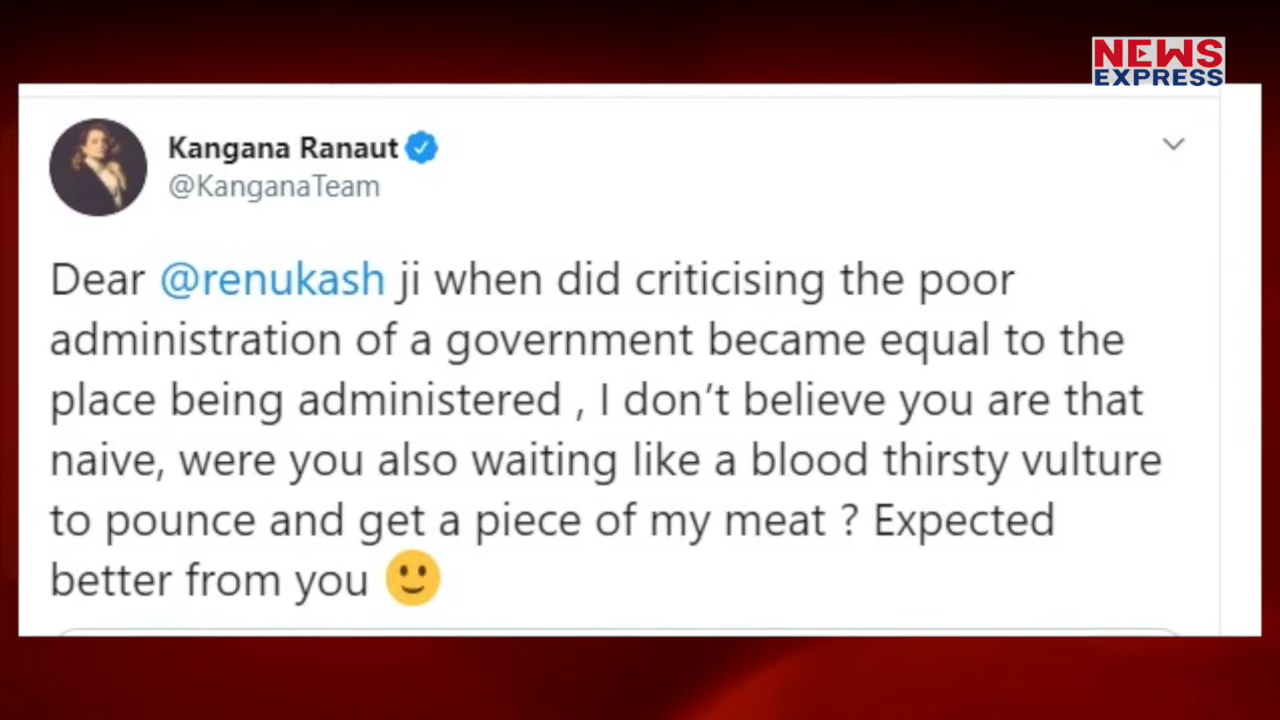 NEWS
EXPRESS
Kangana Ranaut
@KanganaTeam
Dear @renukash ji when did criticising the poor
administration of a government became equal to the
place being administered , I don’t believe you are that
naive, were you also waiting like a blood thirsty vulture
to pounce and get a piece of my meat ? Expected
better from you 🙂